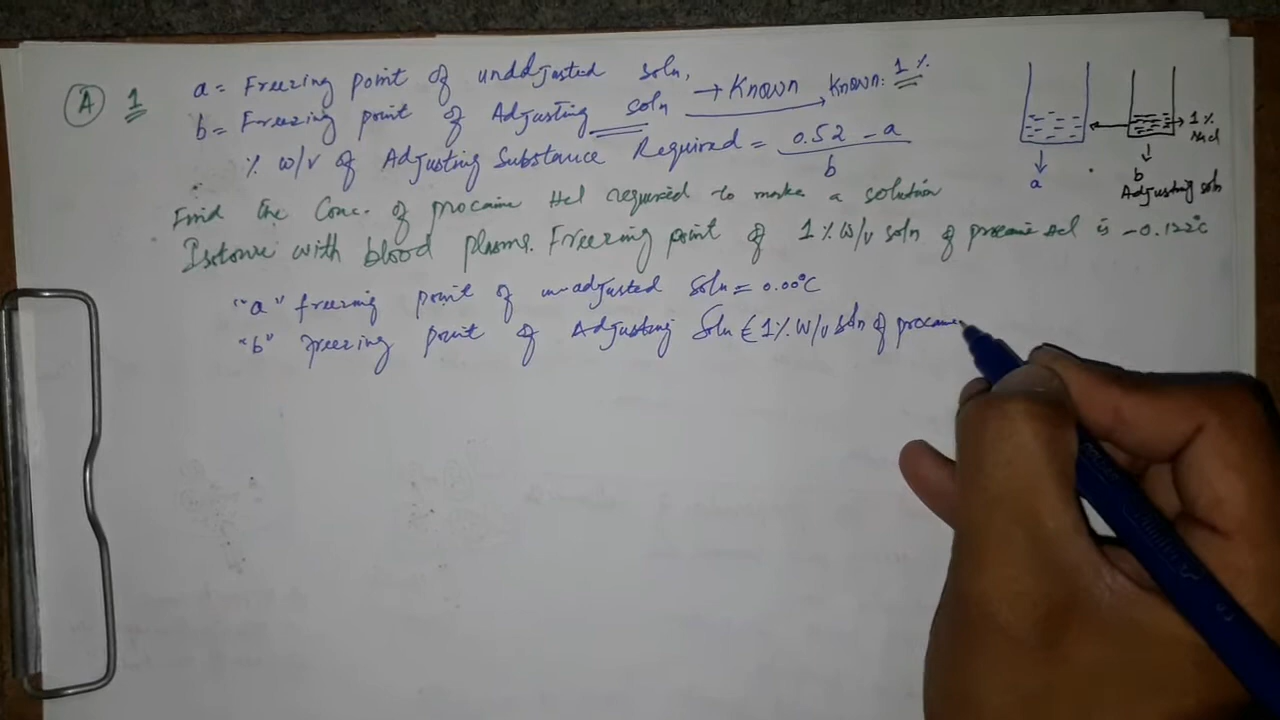 A 1
a = Freezing point of unddjusted soln,
b = Freezing point of Adjusting soln → Known Known: 1 %
% w/v of Adjusting Substance Required = 0.52 - a / b
Find the Conc. of procaine Hcl required to make a solution
Isotonic with blood plasma. Freezing point of 1% W/v soln of procaine Hcl is -0.122°C
"a" freezing point of unadjusted Soln = 0.00°C
"b" Freezing point of Adjusting Soln (1% W/v soln of procaine
1 %
Nacl
a
b
Adjusting soln